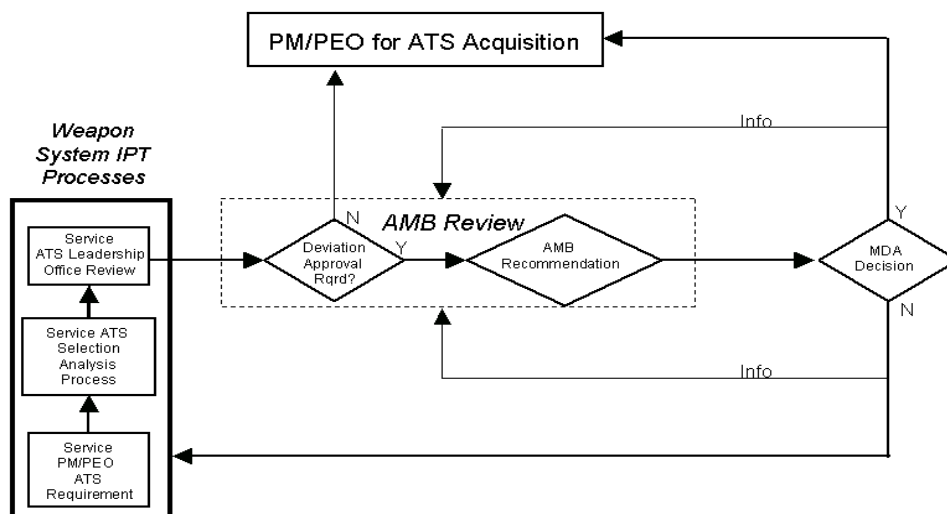 PM/PEO for ATS Acquisition
Info
Weapon
System IPT
Processes
AMB Review
N
Y
Service
ATS Leadership
Office Review
Deviation
Approval
Rqrd?
Y
AMB
Recommendation
MDA
Decision
N
Service ATS
Selection
Analysis
Process
Info
Service
PM/PEO
ATS
Requirement